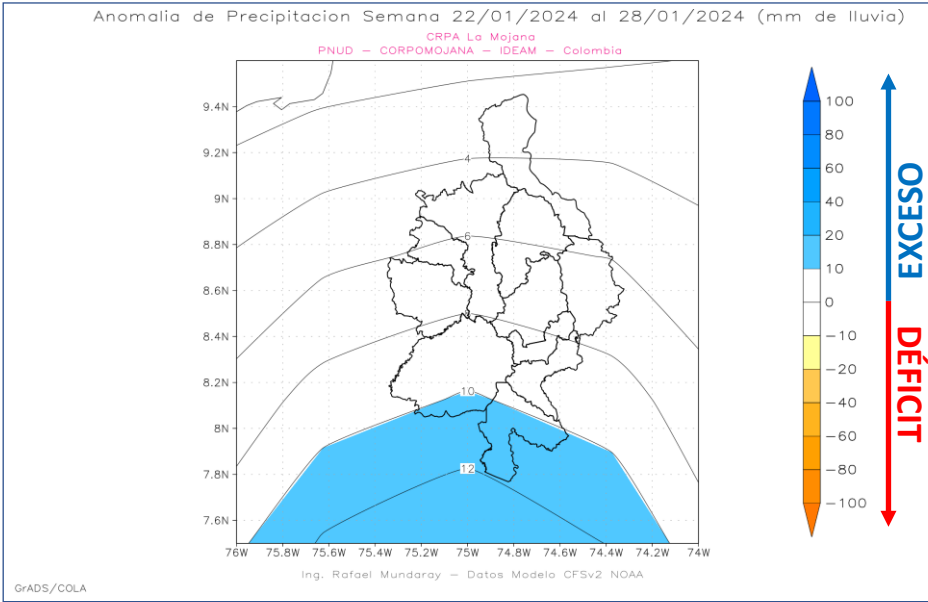 Anomalia de Precipitacion Semana 22/01/2024 al 28/01/2024 (mm de lluvia)
CRPA La Mojana
PNUD – CORPOMOJANA – IDEAM – Colombia
9.4N
9.2N
9N
8.8N
8.6N
8.4N
8.2N
8N
7.8N
7.6N
4
6
10
12
76W 75.8W 75.6W 75.4W 75.2W 75W 74.8W 74.6W 74.4W 74.2W 74W
100
80
60
40
20
10
0
−10
−20
−40
−60
−80
−100
EXCESO
DÉFICIT
Ing. Rafael Mundaray – Datos Modelo CFSv2 NOAA
GrADS/COLA